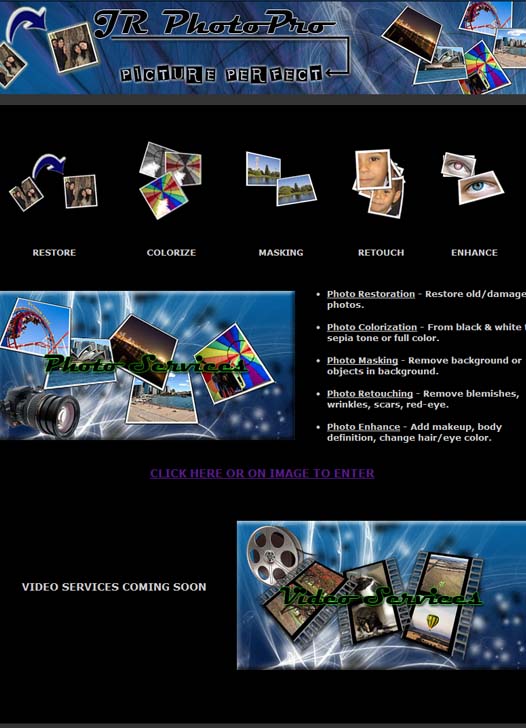 JR PhotoPro
PICTURE PERFECT
RESTORE
COLORIZE
MASKING
RETOUCH
ENHANCE
Photo Services
• Photo Restoration - Restore old/damage
photos.
• Photo Colorization - From black & white
sepia tone or full color.
• Photo Masking - Remove background or
objects in background.
• Photo Retouching - Remove blemishes,
wrinkles, scars, red-eye.
• Photo Enhance - Add makeup, body
definition, change hair/eye color.
CLICK HERE OR ON IMAGE TO ENTER
VIDEO SERVICES COMING SOON
Video Services